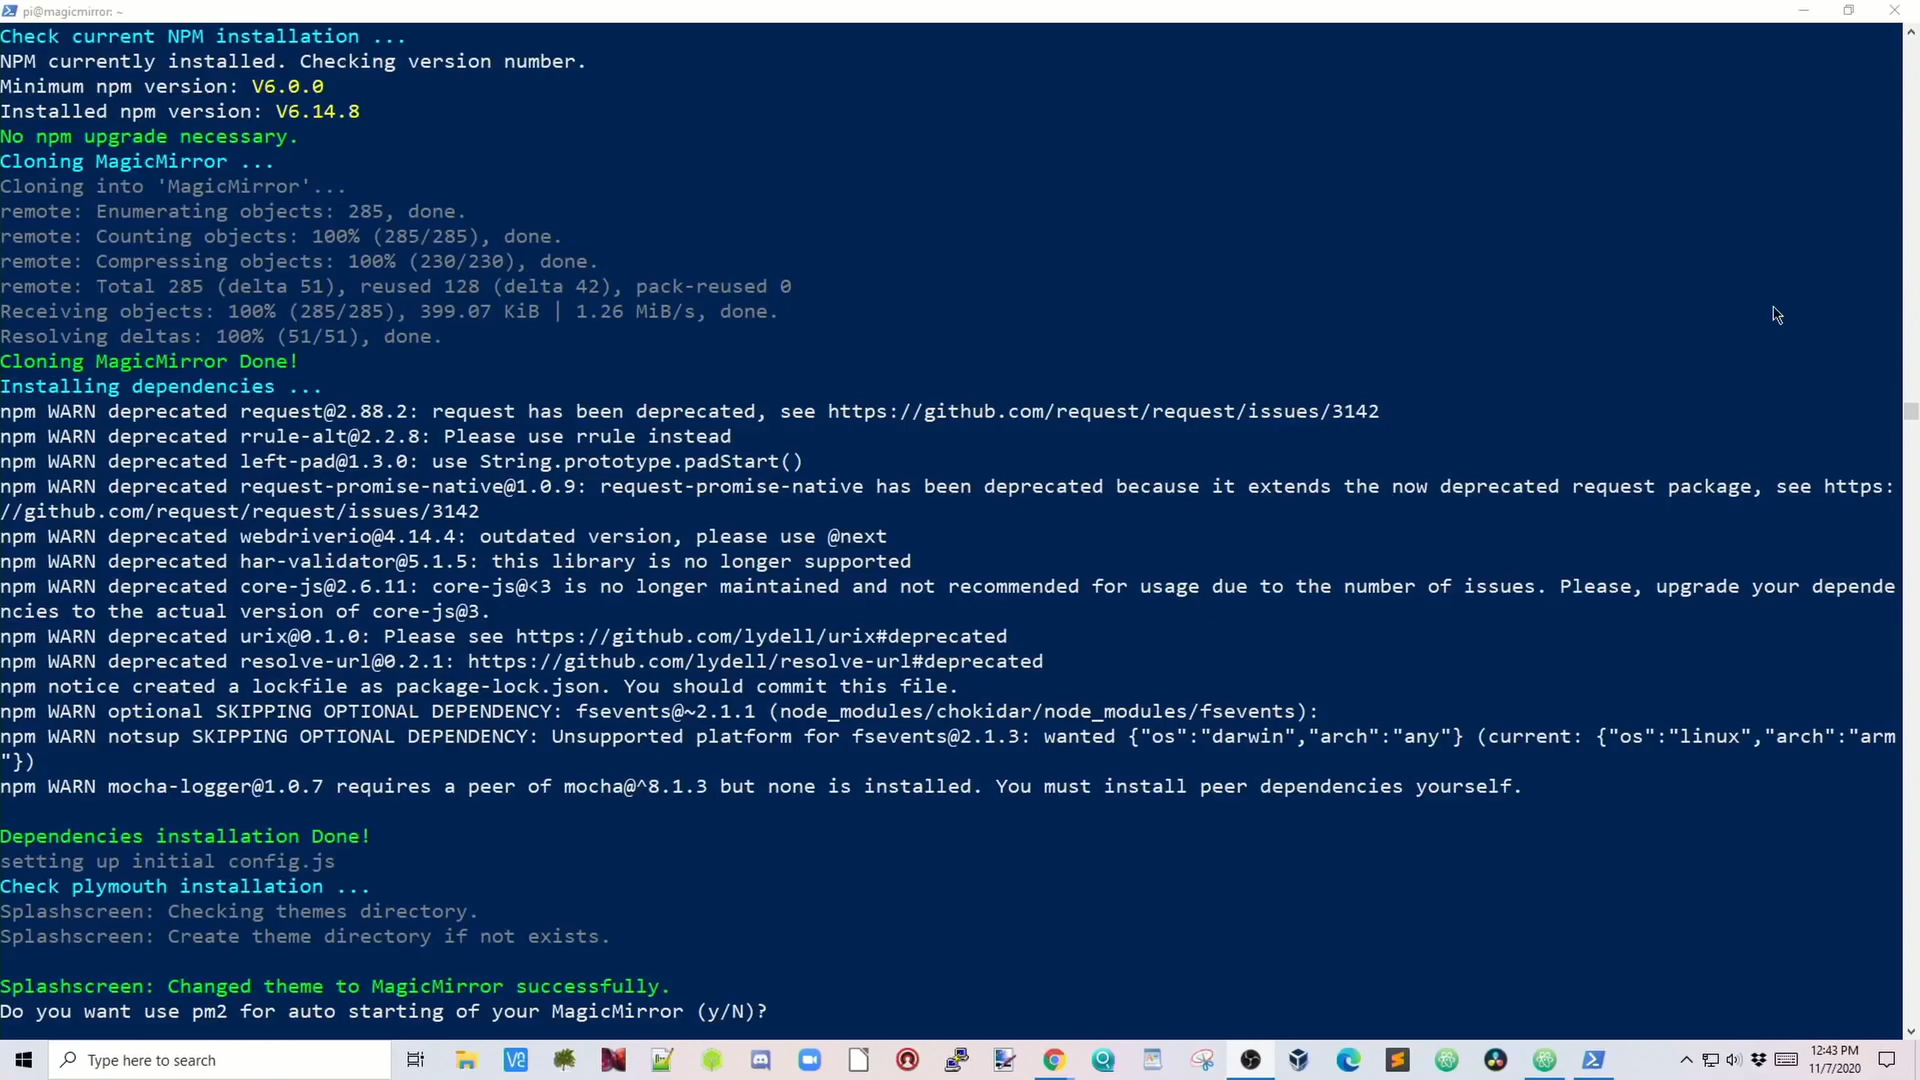 pi@magicmirror: ~
Check current NPM installation ...
NPM currently installed. Checking version number.
Minimum npm version: V6.0.0
Installed npm version: V6.14.8
No npm upgrade necessary.
Cloning MagicMirror ...
Cloning into 'MagicMirror'...
remote: Enumerating objects: 285, done.
remote: Counting objects: 100% (285/285), done.
remote: Compressing objects: 100% (230/230), done.
remote: Total 285 (delta 51), reused 128 (delta 42), pack-reused 0
Receiving objects: 100% (285/285), 399.07 KiB | 1.26 MiB/s, done.
Resolving deltas: 100% (51/51), done.
Cloning MagicMirror Done!
Installing dependencies ...
npm WARN deprecated request@2.88.2: request has been deprecated, see https://github.com/request/request/issues/3142
npm WARN deprecated rrule-alt@2.2.8: Please use rrule instead
npm WARN deprecated left-pad@1.3.0: use String.prototype.padStart()
npm WARN deprecated request-promise-native@1.0.9: request-promise-native has been deprecated because it extends the now deprecated request package, see https:
//github.com/request/request/issues/3142
npm WARN deprecated webdriverio@4.14.4: outdated version, please use @next
npm WARN deprecated har-validator@5.1.5: this library is no longer supported
npm WARN deprecated core-js@2.6.11: core-js@<3 is no longer maintained and not recommended for usage due to the number of issues. Please, upgrade your depende
ncies to the actual version of core-js@3.
npm WARN deprecated urix@0.1.0: Please see https://github.com/lydell/urix#deprecated
npm WARN deprecated resolve-url@0.2.1: https://github.com/lydell/resolve-url#deprecated
npm notice created a lockfile as package-lock.json. You should commit this file.
npm WARN optional SKIPPING OPTIONAL DEPENDENCY: fsevents@~2.1.1 (node_modules/chokidar/node_modules/fsevents):
npm WARN notsup SKIPPING OPTIONAL DEPENDENCY: Unsupported platform for fsevents@2.1.3: wanted {"os":"darwin","arch":"any"} (current: {"os":"linux","arch":"arm
"})
npm WARN mocha-logger@1.0.7 requires a peer of mocha@^8.1.3 but none is installed. You must install peer dependencies yourself.
Dependencies installation Done!
setting up initial config.js
Check plymouth installation ...
Splashscreen: Checking themes directory.
Splashscreen: Create theme directory if not exists.
Splashscreen: Changed theme to MagicMirror successfully.
Do you want use pm2 for auto starting of your MagicMirror (y/N)?
Type here to search
12:43 PM
11/7/2020